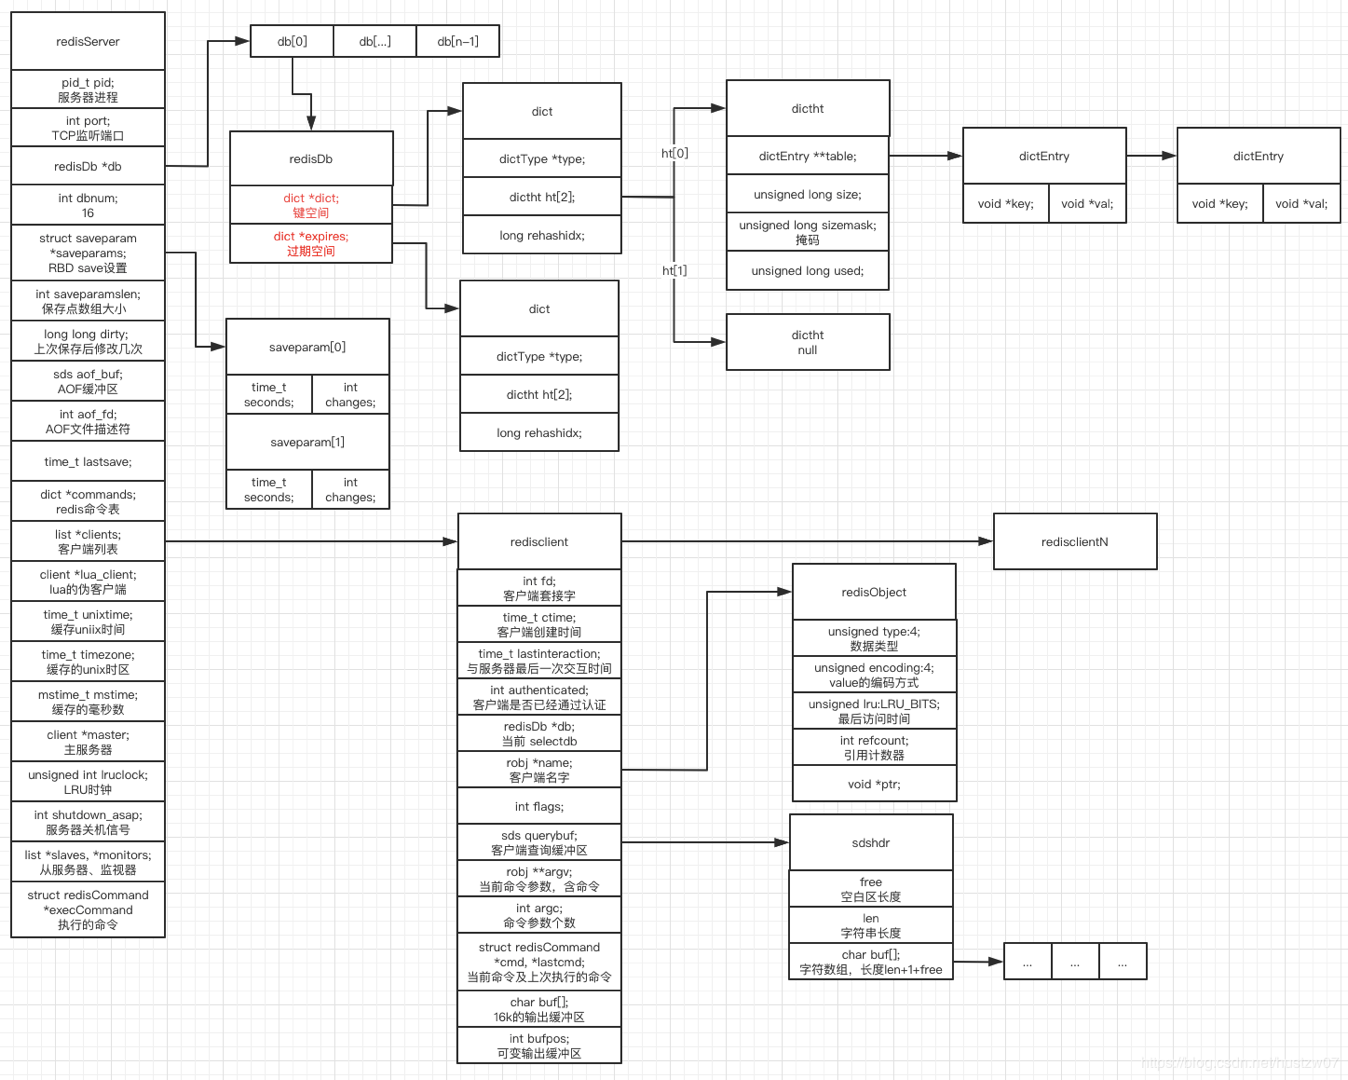 redisServer
pid_t pid;
服务器进程
int port;
TCP监听端口
redisDb *db
int dbnum;
16
struct saveparam
*saveparams;
RBD save设置
int saveparamslen;
保存点数组大小
long long dirty;
上次保存后修改几次
sds aof_buf;
AOF缓冲区
int aof_fd;
AOF文件描述符
time_t lastsave;
dict *commands;
redis命令表
list *clients;
客户端列表
client *lua_client;
lua的伪客户端
time_t unixtime;
缓存uniix时间
time_t timezone;
缓存的unix时区
mstime_t mstime;
缓存的毫秒数
client *master;
主服务器
unsigned int lruclock;
LRU时钟
int shutdown_asap;
服务器关机信号
list *slaves, *monitors;
从服务器、监视器
struct redisCommand
*execCommand
执行的命令
db[0]
db[...]
db[n-1]
redisDb
dict *dict;
键空间
dict *expires;
过期空间
saveparam[0]
time_t
seconds;
int
changes;
saveparam[1]
time_t
seconds;
int
changes;
dict
dictType *type;
dictht ht[2];
long rehashidx;
dict
dictType *type;
dictht ht[2];
long rehashidx;
ht[0]
ht[1]
dictht
dictEntry **table;
unsigned long size;
unsigned long sizemask;
掩码
unsigned long used;
dictht
null
dictEntry
void *key;
void *val;
dictEntry
void *key;
void *val;
redisclient
int fd;
客户端套接字
time_t ctime;
客户端创建时间
time_t lastinteraction;
与服务器最后一次交互时间
int authenticated;
客户端是否已经通过认证
redisDb *db;
当前 selectdb
robj *name;
客户端名字
int flags;
sds querybuf;
客户端查询缓冲区
robj **argv;
当前命令参数，含命令
int argc;
命令参数个数
struct redisCommand
*cmd, *lastcmd;
当前命令及上次执行的命令
char buf[];
16k的输出缓冲区
int bufpos;
可变输出缓冲区
redisclientN
redisObject
unsigned type:4;
数据类型
unsigned encoding:4;
value的编码方式
unsigned lru:LRU_BITS;
最后访问时间
int refcount;
引用计数器
void *ptr;
sdshdr
free
空白区长度
len
字符串长度
char buf[];
字符数组，长度len+1+free
...
...
...
https://blog.csdn.net/hustzw07